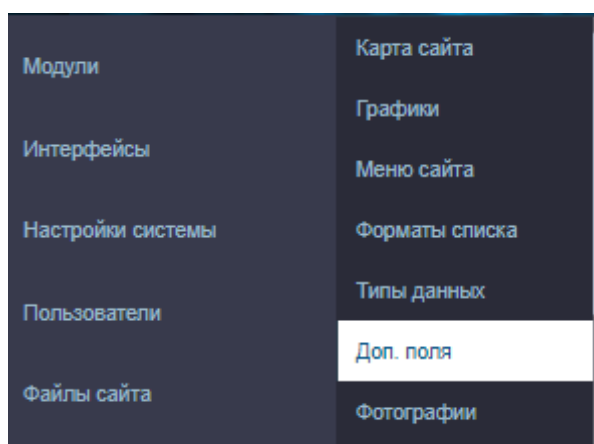 Модули
Интерфейсы
Настройки системы
Пользователи
Файлы сайта
Карта сайта
Графики
Меню сайта
Форматы списка
Типы данных
Доп. поля
Фотографии